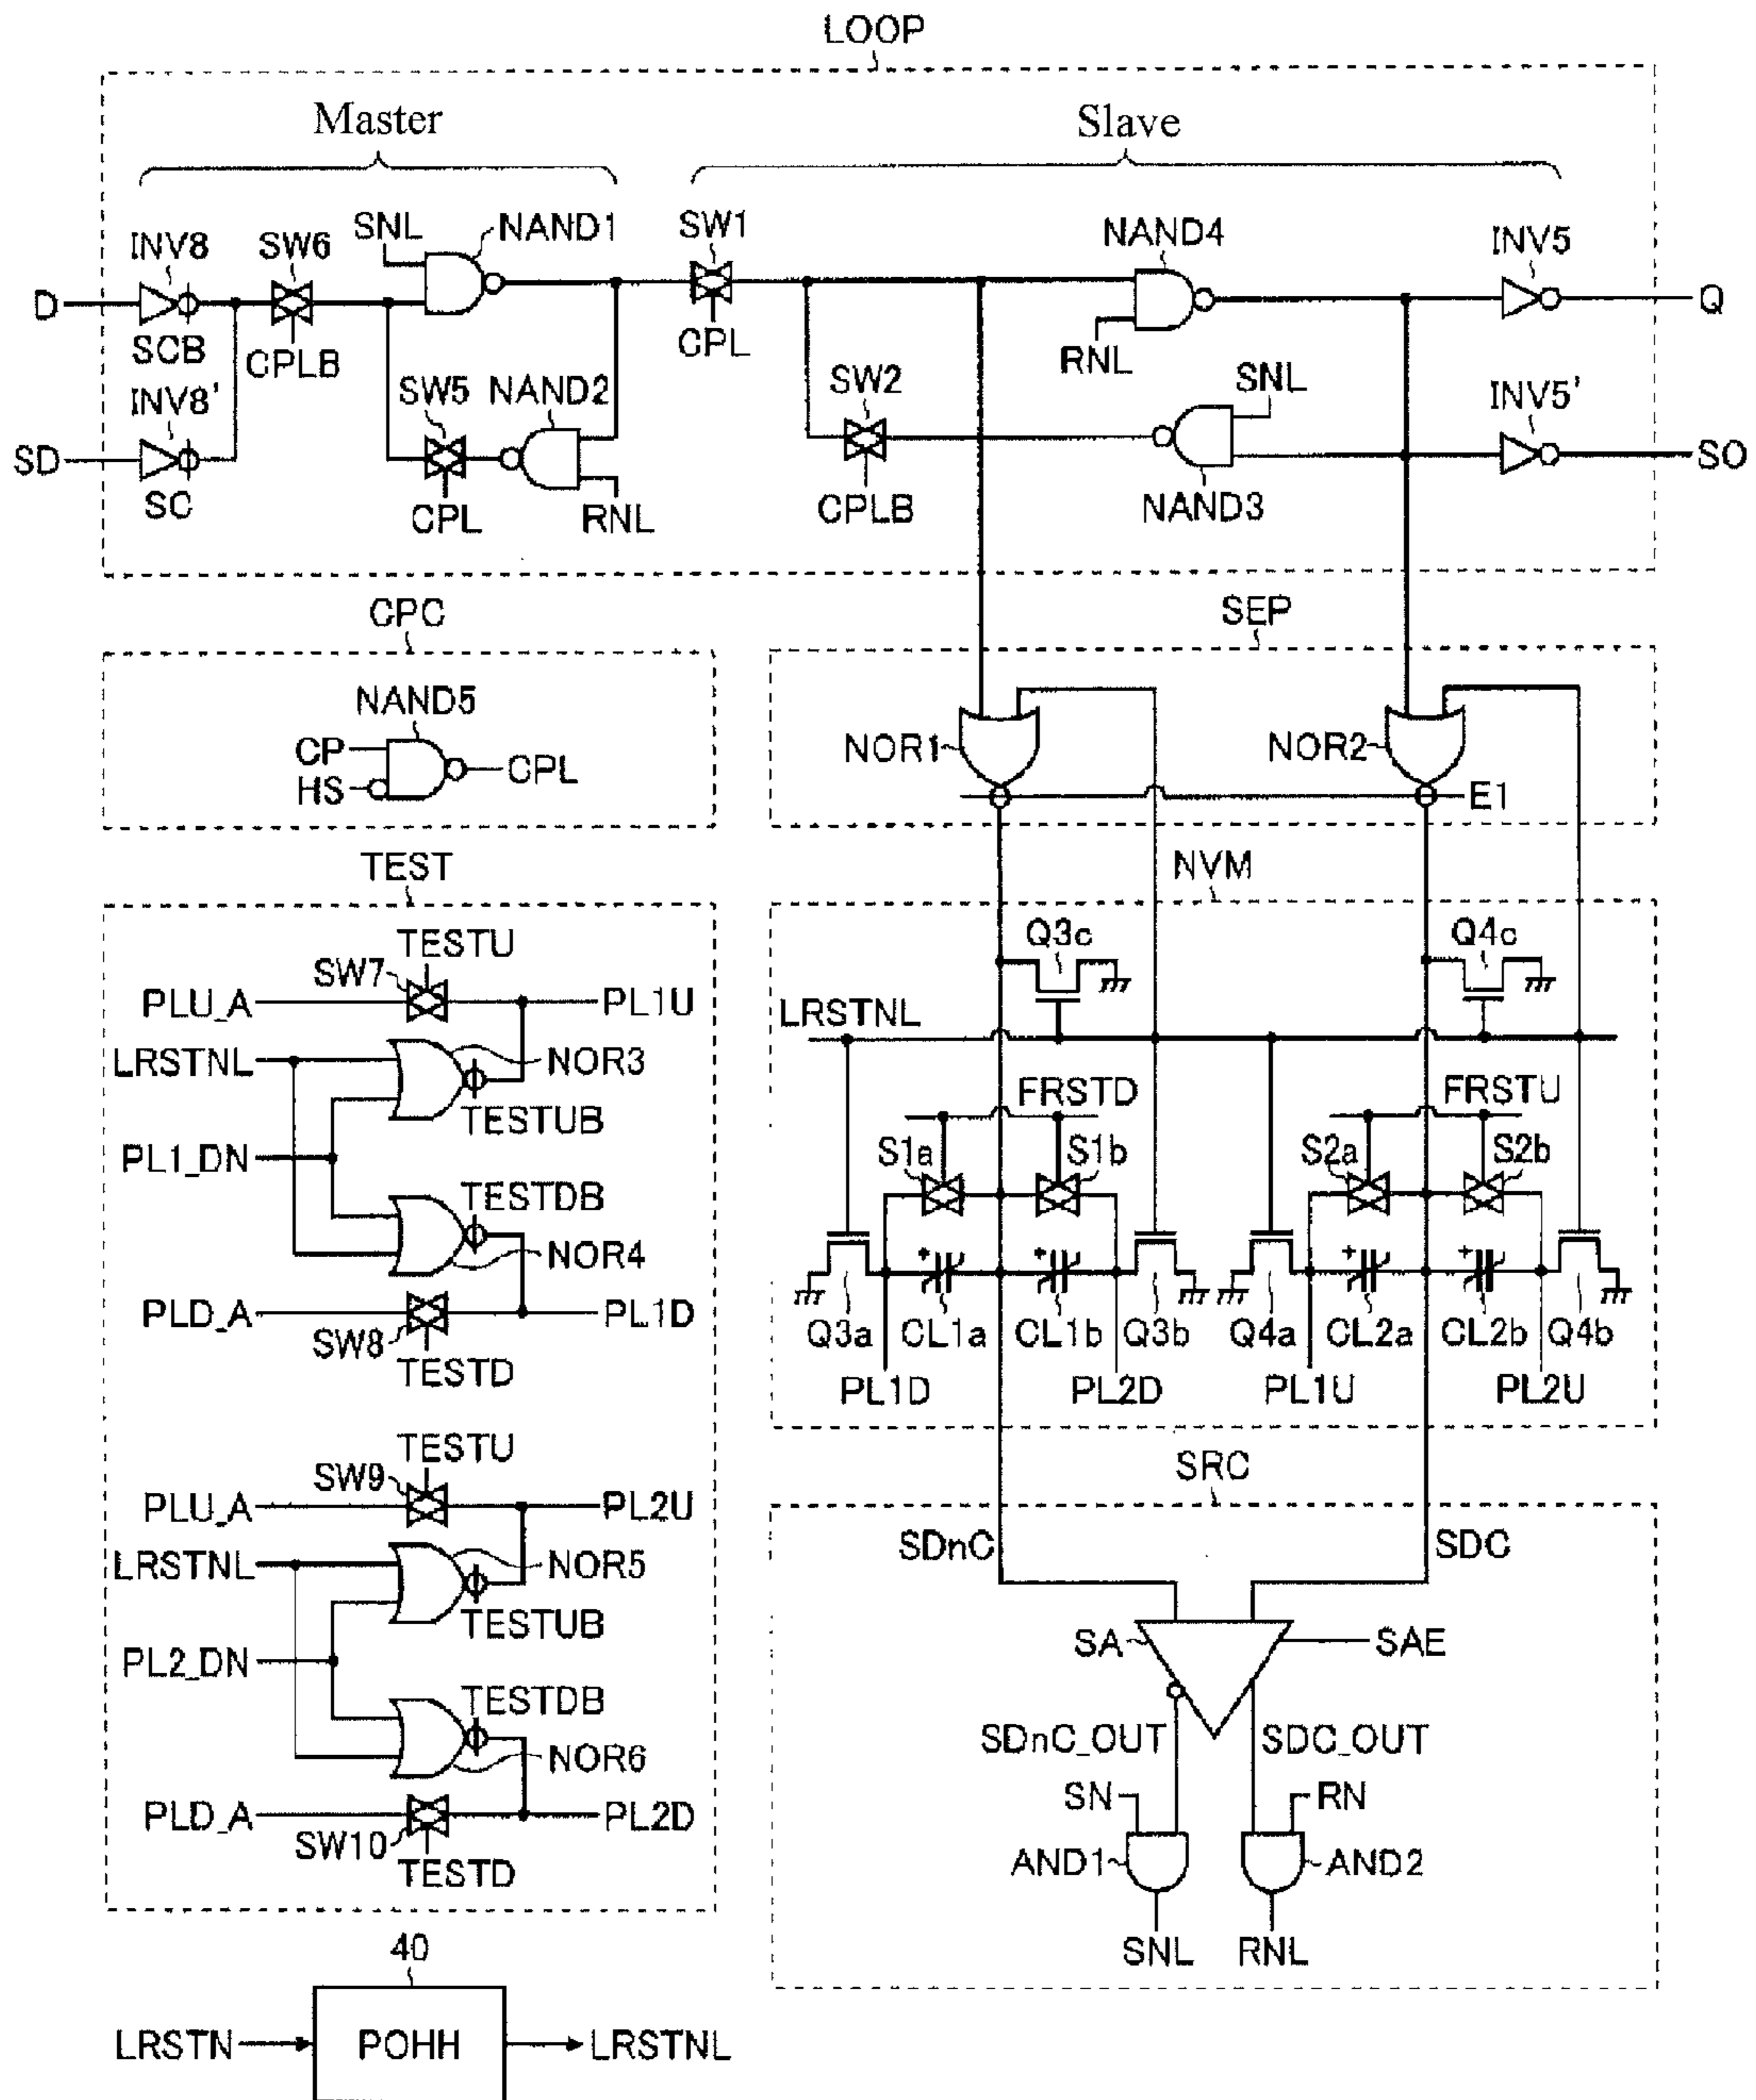 LOOP
Master
Slave
INV8
SW6
SNL
NAND1
SW1
NAND4
INV5
D
Q
SCB
CPLB
CPL
RNL
INV8'
SW5
NAND2
SW2
SNL
INV5'
SD
SO
SC
CPL
RNL
CPLB
NAND3
CPC
SEP
NAND5
CP
CPL
HS
NOR1
NOR2
E1
TEST
NVM
TESTU
SW7
PLU_A
PL1U
LRSTNL
NOR3
TESTUB
PL1_DN
TESTDB
NOR4
PLD_A
PL1D
SW8
TESTD
Q3c
Q4c
LRSTNL
FRSTD
FRSTU
S1a
S1b
S2a
S2b
+
+
+
+
Q3a
CL1a
CL1b
Q3b
Q4a
CL2a
CL2b
Q4b
PL1D
PL2D
PL1U
PL2U
TESTU
SW9
PLU_A
PL2U
LRSTNL
NOR5
TESTUB
PL2_DN
TESTDB
NOR6
PLD_A
PL2D
SW10
TESTD
SRC
SDnC
SDC
SA
SAE
SDnC_OUT
SDC_OUT
SN
RN
AND1
AND2
SNL
RNL
40
LRSTN
POHH
LRSTNL